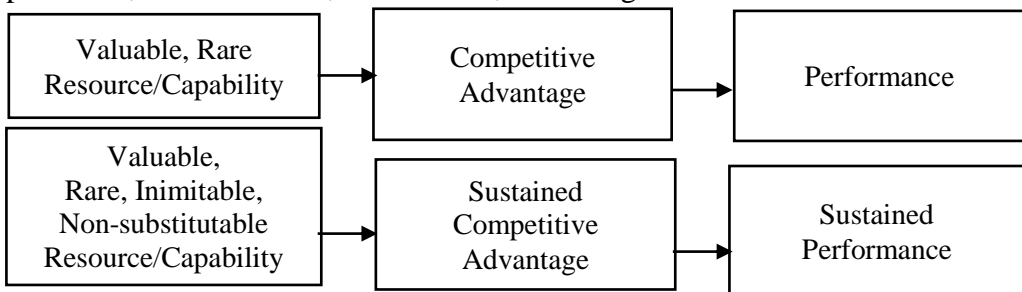 Valuable, Rare
Resource/Capability
Competitive
Advantage
Performance
Valuable,
Rare, Inimitable,
Non-substitutable
Resource/Capability
Sustained
Competitive
Advantage
Sustained
Performance